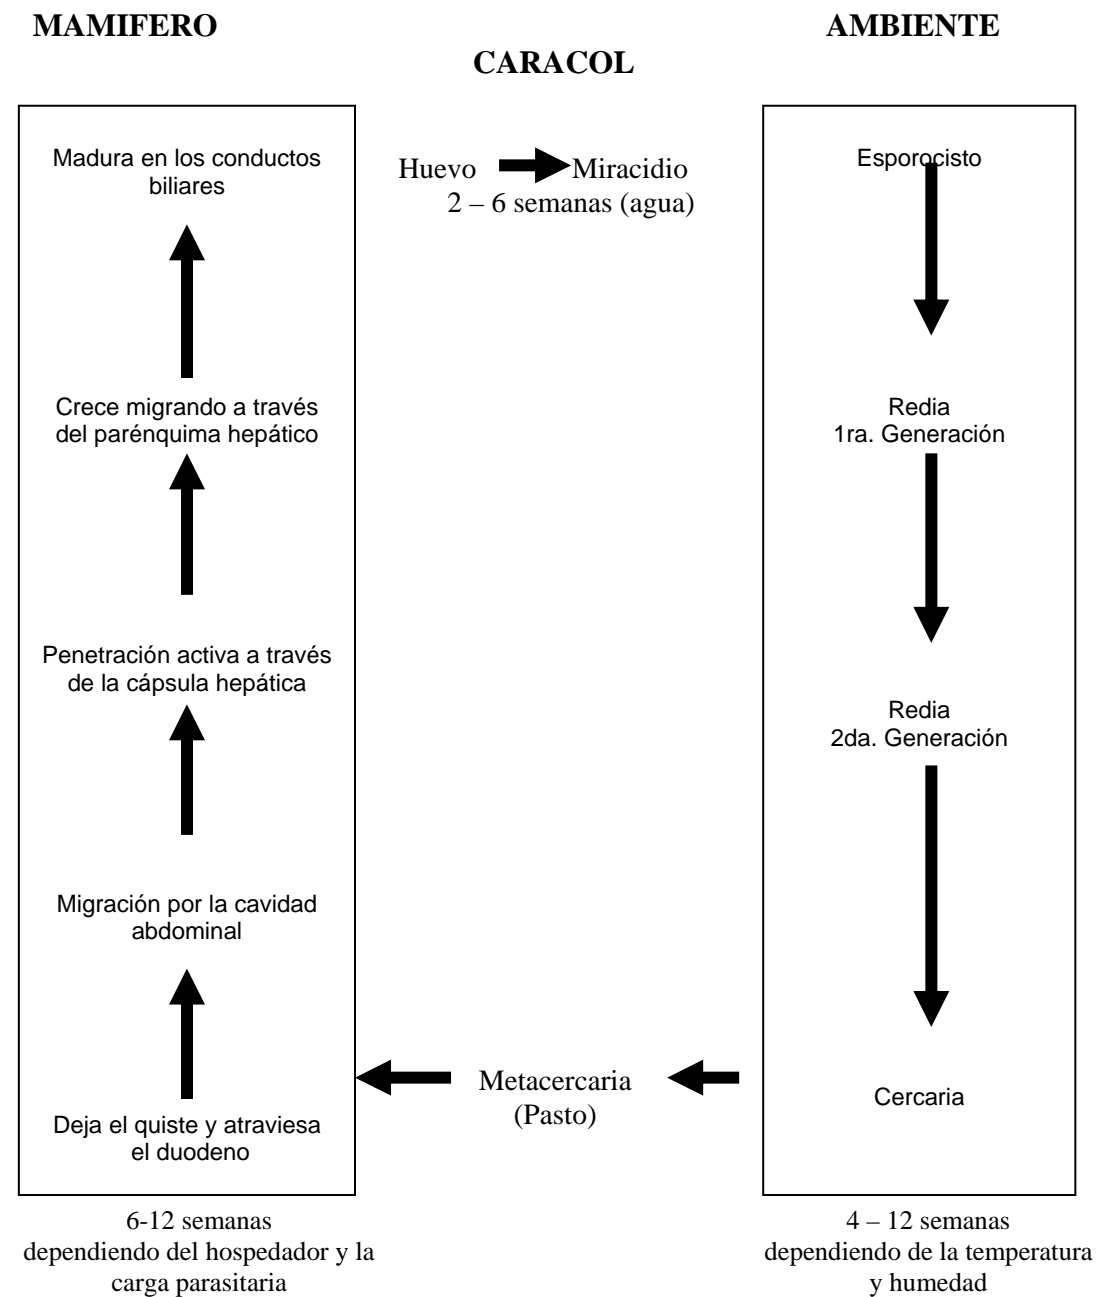 MAMIFERO
AMBIENTE
CARACOL
Madura en los conductos
biliares
Crece migrando a través
del parénquima hepático
Penetración activa a través
de la cápsula hepática
Migración por la cavidad
abdominal
Deja el quiste y atraviesa
el duodeno
6-12 semanas
dependiendo del hospedador y la
carga parasitaria
Huevo
Miracidio
2 – 6 semanas (agua)
Metacercaria
(Pasto)
Esporocisto
Redia
1ra. Generación
Redia
2da. Generación
Cercaria
4 – 12 semanas
dependiendo de la temperatura
y humedad